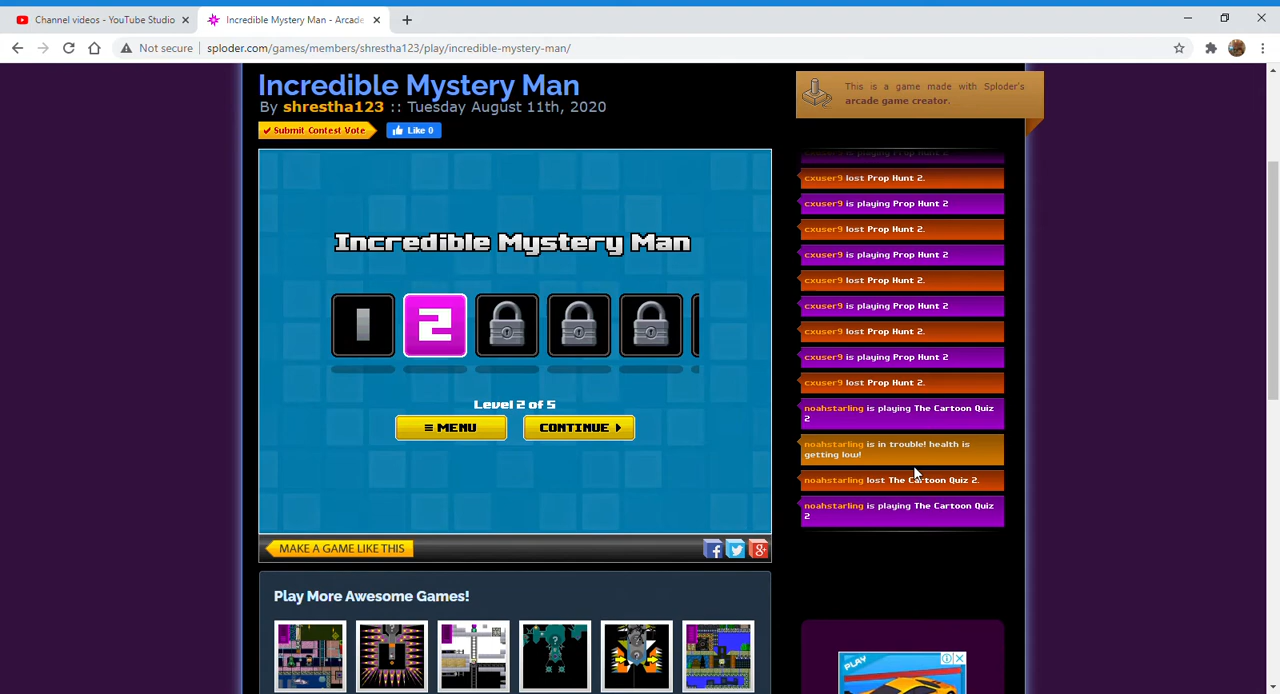 Channel videos - YouTube Studio
Incredible Mystery Man - Arcade
Not secure
sploder.com/games/members/shrestha123/play/incredible-mystery-man/
Incredible Mystery Man
By shrestha123 :: Tuesday August 11th, 2020
Submit Contest Vote
Like 0
This is a game made with Sploder's
arcade game creator.
Incredible Mystery Man
1
2
Level 2 of 5
MENU
CONTINUE
cxuser9 is playing Prop Hunt 2
cxuser9 lost Prop Hunt 2.
cxuser9 is playing Prop Hunt 2
cxuser9 lost Prop Hunt 2.
cxuser9 is playing Prop Hunt 2
cxuser9 lost Prop Hunt 2.
cxuser9 is playing Prop Hunt 2
cxuser9 lost Prop Hunt 2.
cxuser9 is playing Prop Hunt 2
cxuser9 lost Prop Hunt 2.
noahstarling is playing The Cartoon Quiz
2
noahstarling is in trouble! health is
getting low!
noahstarling lost The Cartoon Quiz 2.
noahstarling is playing The Cartoon Quiz
2
MAKE A GAME LIKE THIS
Play More Awesome Games!
PLAY